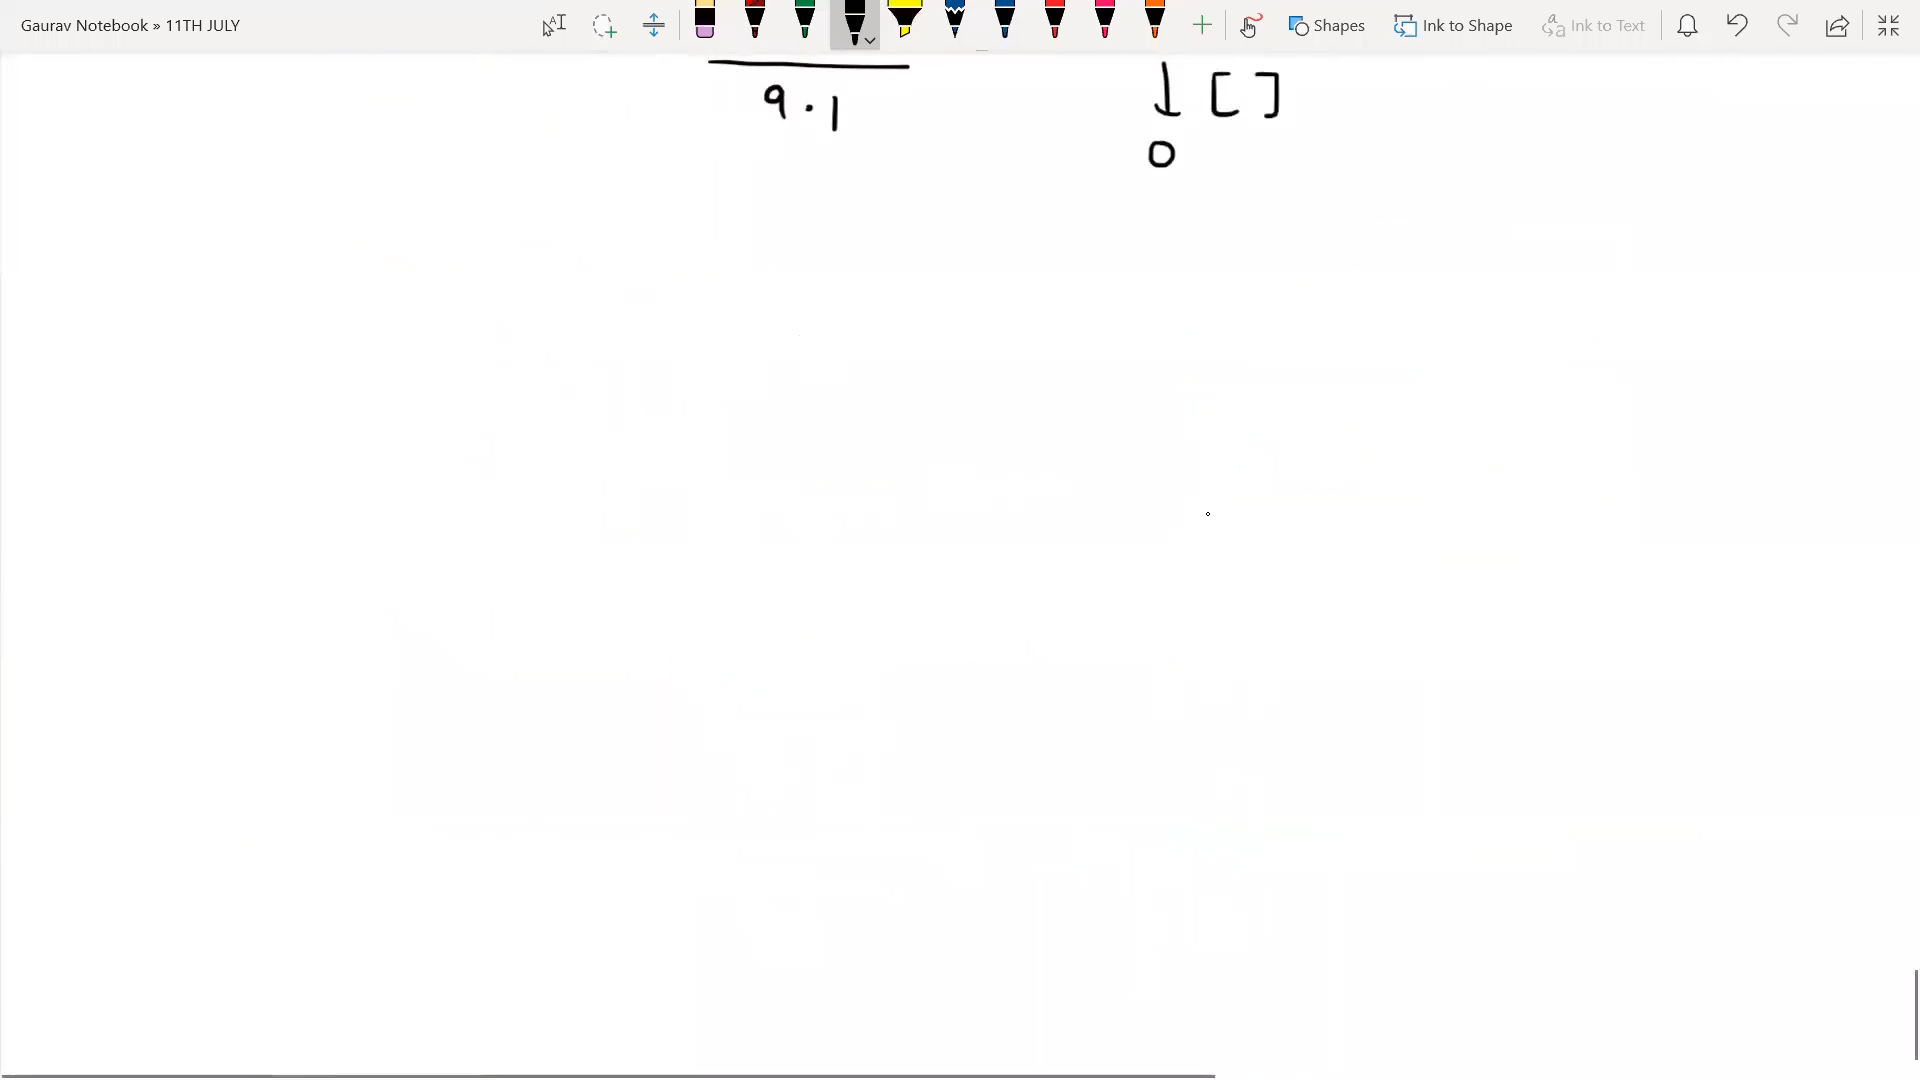 Gaurav Notebook » 11TH JULY
Shapes
Ink to Shape
Ink to Text
9.1
↓ [ ]
0